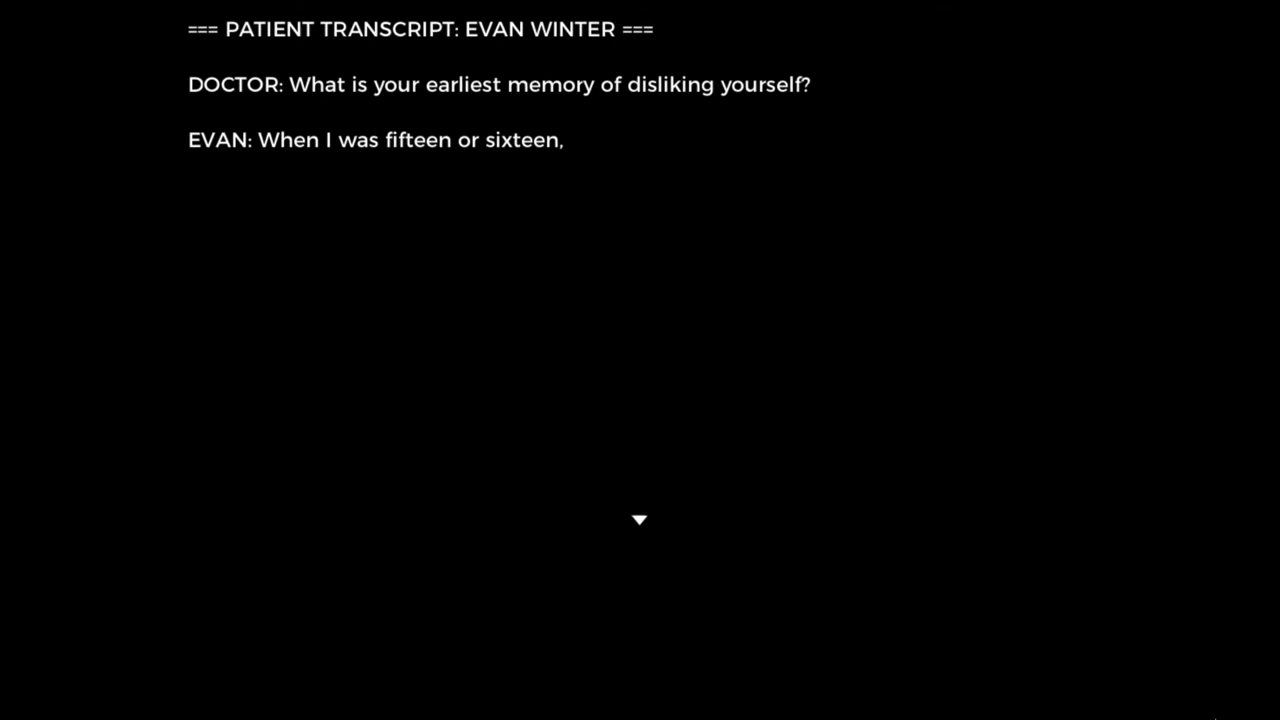 === PATIENT TRANSCRIPT: EVAN WINTER ===
DOCTOR: What is your earliest memory of disliking yourself?
EVAN: When I was fifteen or sixteen,